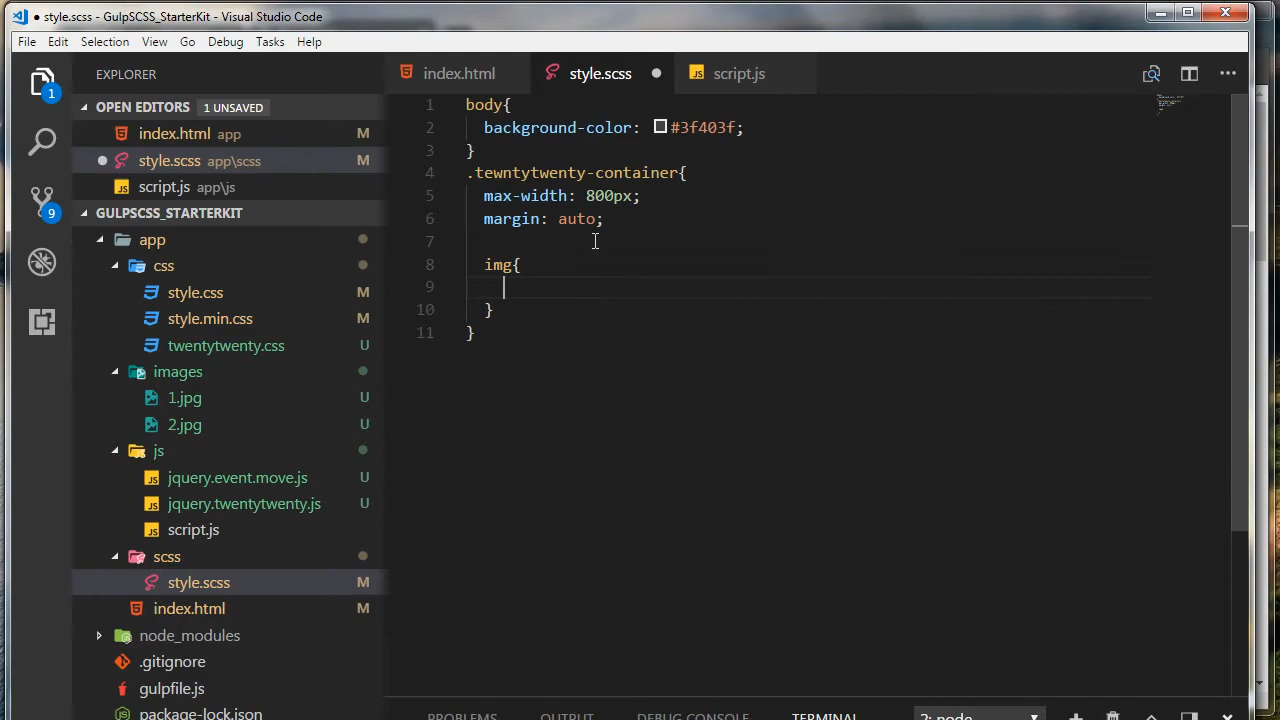 style.scss - GulpSCSS_StarterKit - Visual Studio Code
File Edit Selection View Go Debug Tasks Help
EXPLORER
index.html style.scss script.js
OPEN EDITORS 1 UNSAVED
index.html app M
style.scss app\scss M
script.js app\js
GULPSCSS_STARTERKIT
app
css
style.css M
style.min.css M
twentytwenty.css U
images
1.jpg U
2.jpg U
js
jquery.event.move.js U
jquery.twentytwenty.js U
script.js
scss
style.scss M
index.html M
node_modules
.gitignore
gulpfile.js
package-lock.json
1
9
1 body{
2 background-color: #3f403f;
3 }
4 .tewntytwenty-container{
5 max-width: 800px;
6 margin: auto;
7
8 img{
9
10 }
11 }
PROBLEMS OUTPUT DEBUG CONSOLE TERMINAL 2: node